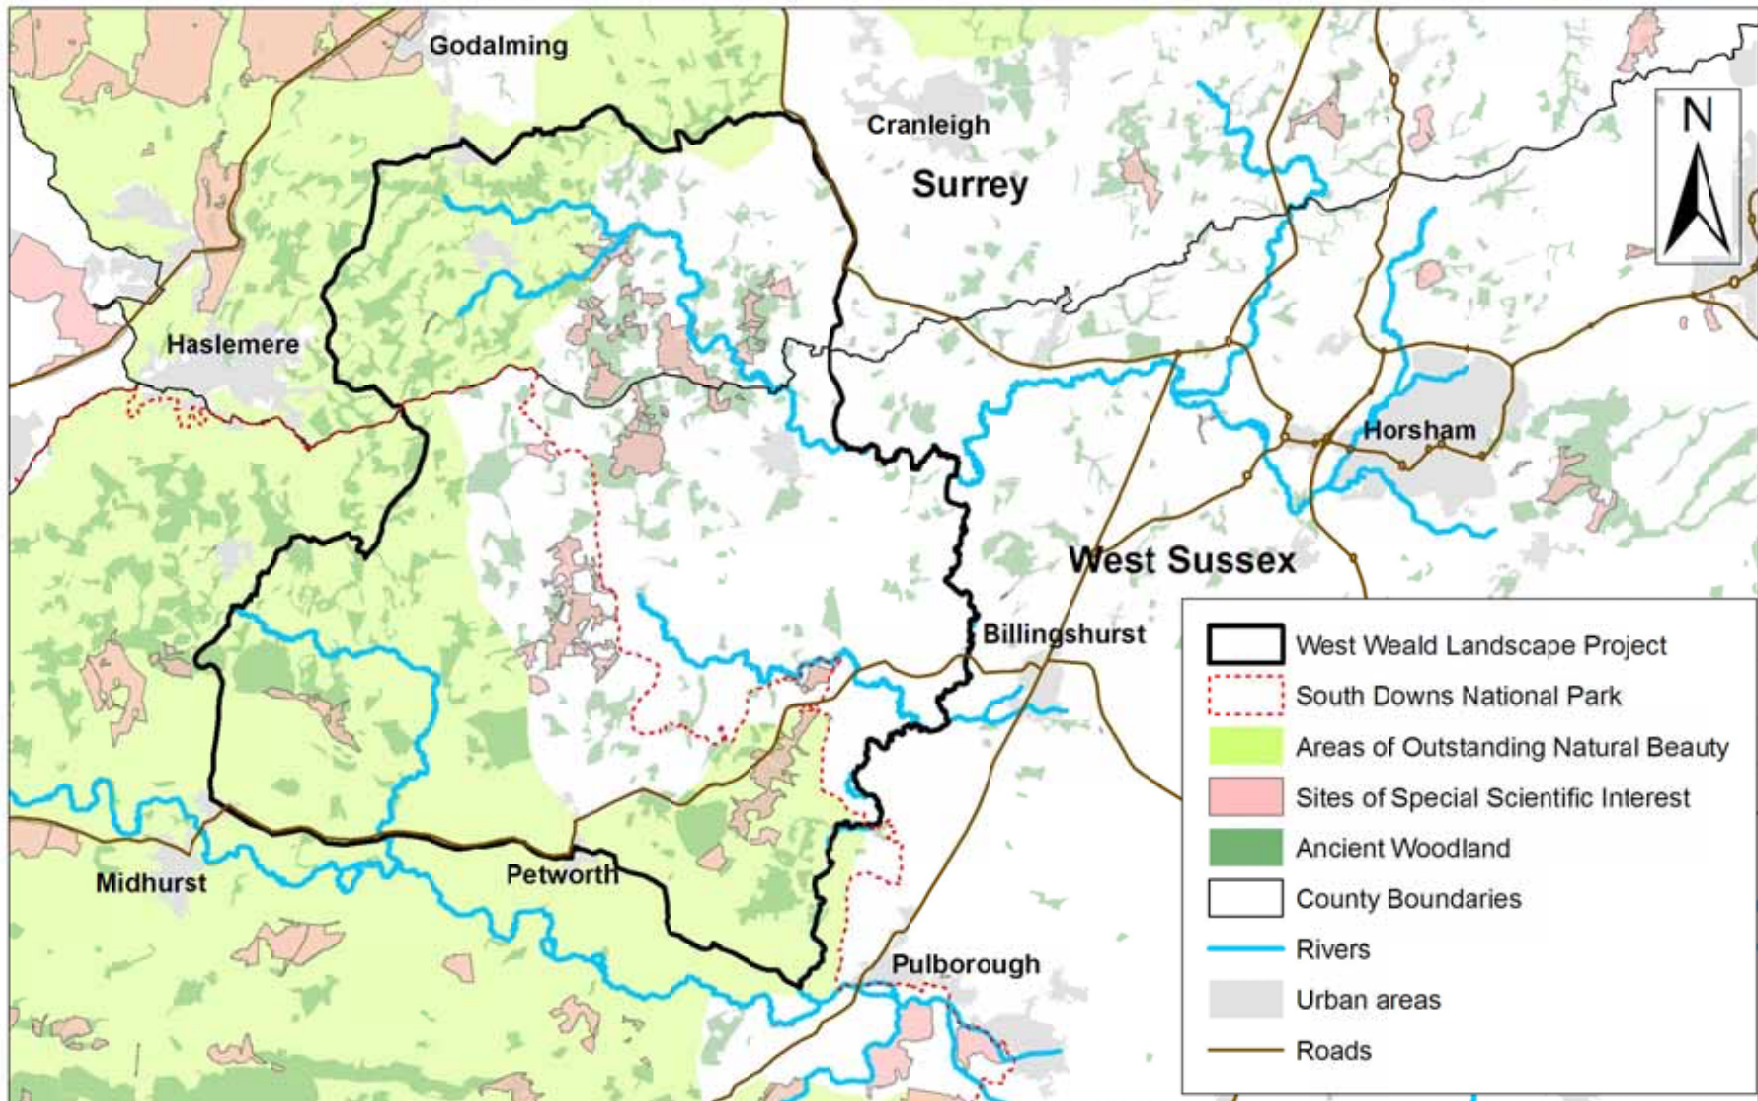 Godalming
Cranleigh
Surrey
N
Haslemere
Horsham
West Sussex
Billingshurst
Midhurst
Petworth
Pulborough
West Weald Landscape Project
South Downs National Park
Areas of Outstanding Natural Beauty
Sites of Special Scientific Interest
Ancient Woodland
County Boundaries
Rivers
Urban areas
Roads